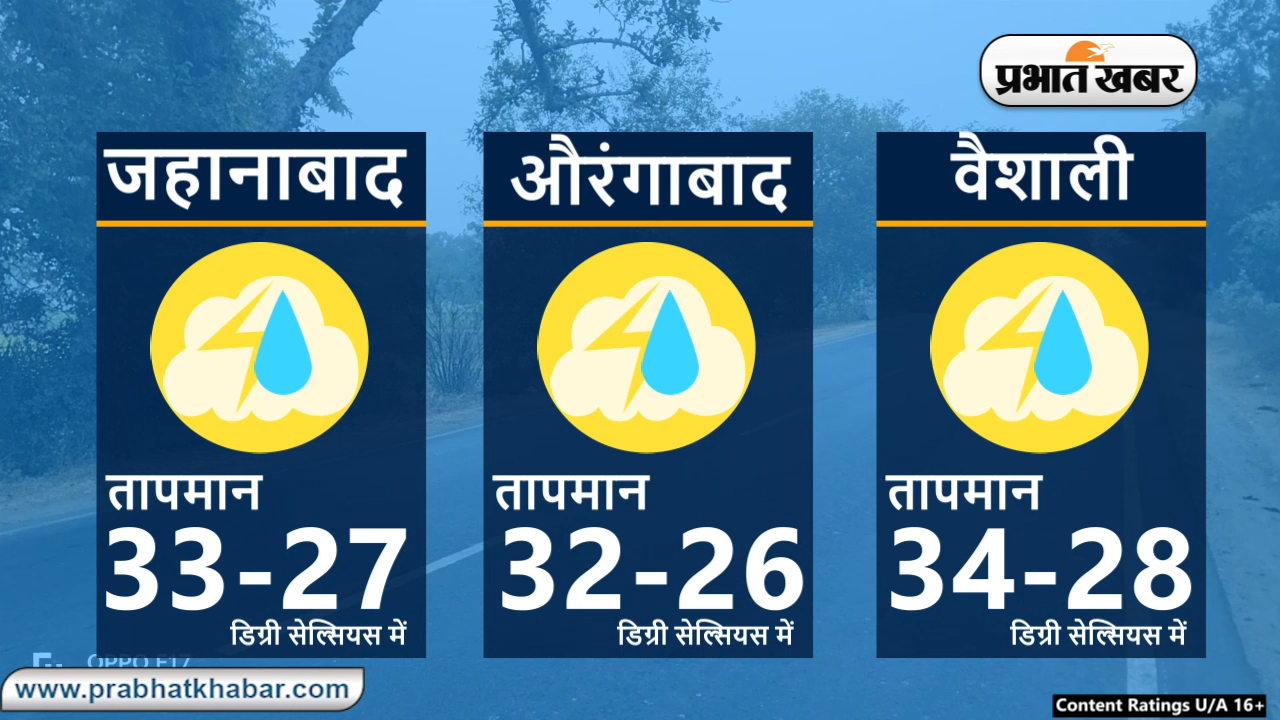 प्रभात खबर
जहानाबाद
तापमान
33-27
डिग्री सेल्सियस में
औरंगाबाद
तापमान
32-26
डिग्री सेल्सियस में
वैशाली
तापमान
34-28
डिग्री सेल्सियस में
OPPO F17
www.prabhatkhabar.com
Content Ratings U/A 16+